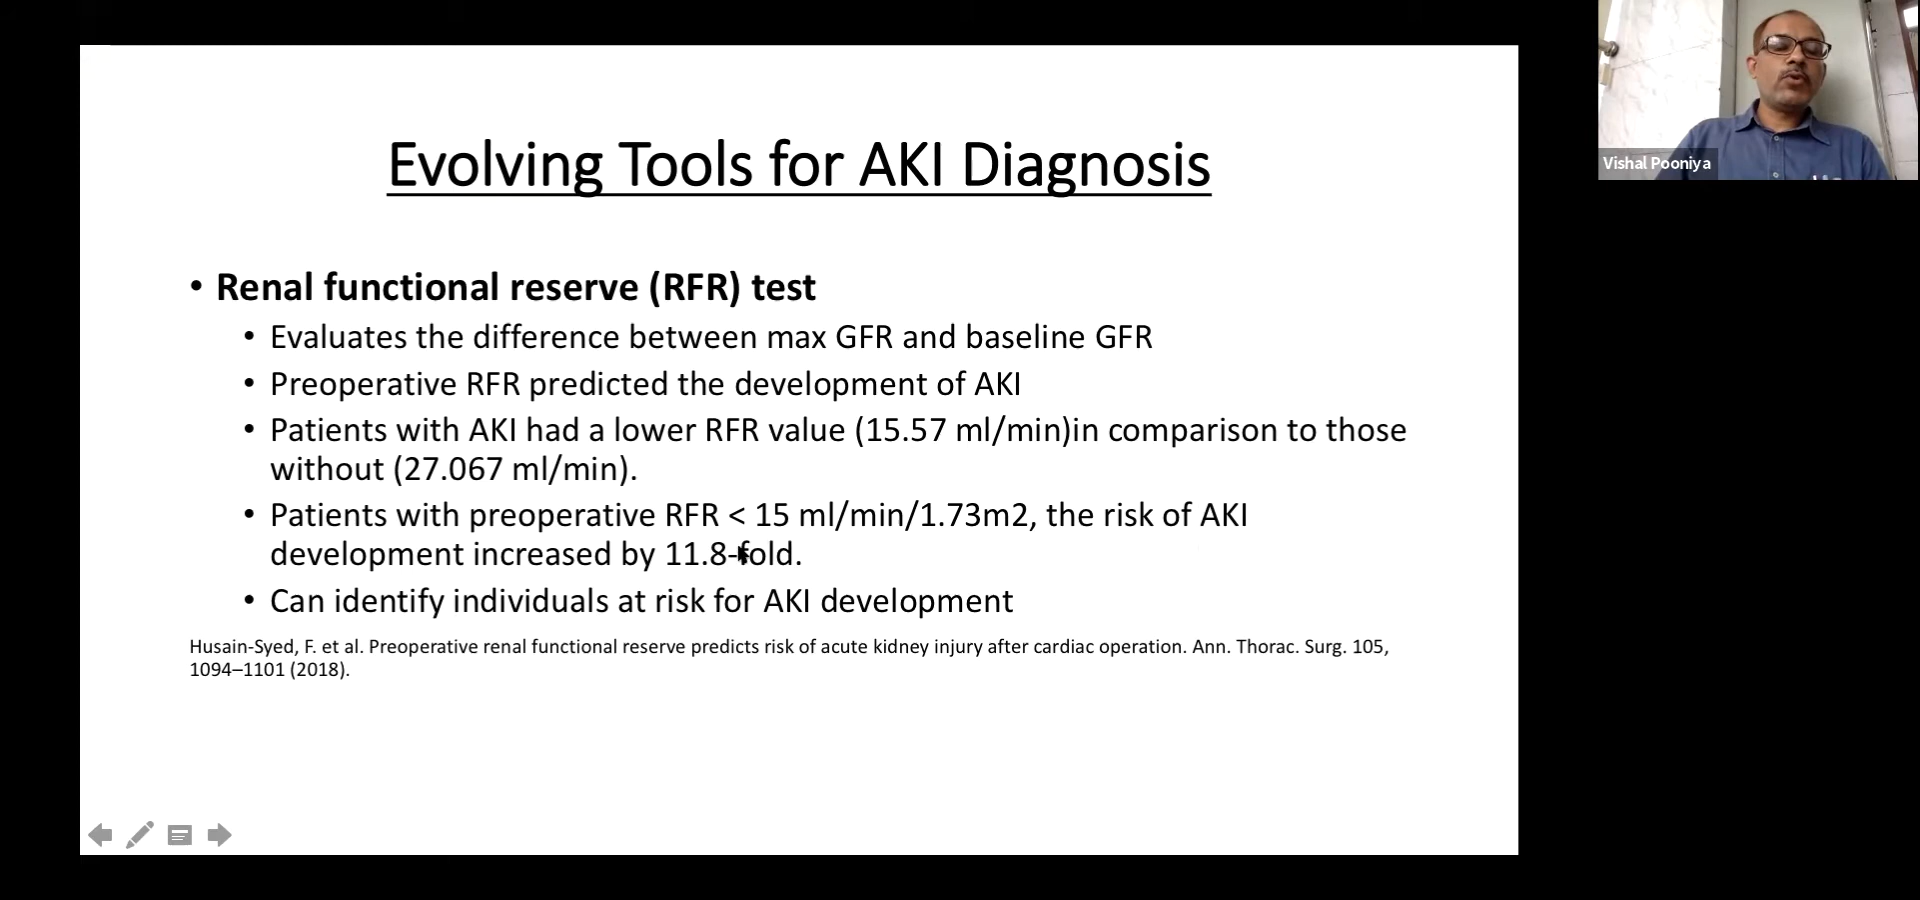 Evolving Tools for AKI Diagnosis
• Renal functional reserve (RFR) test
• Evaluates the difference between max GFR and baseline GFR
• Preoperative RFR predicted the development of AKI
• Patients with AKI had a lower RFR value (15.57 ml/min)in comparison to those
without (27.067 ml/min).
• Patients with preoperative RFR < 15 ml/min/1.73m2, the risk of AKI
development increased by 11.8-fold.
• Can identify individuals at risk for AKI development
Husain-Syed, F. et al. Preoperative renal functional reserve predicts risk of acute kidney injury after cardiac operation. Ann. Thorac. Surg. 105,
1094–1101 (2018).
Vishal Pooniya